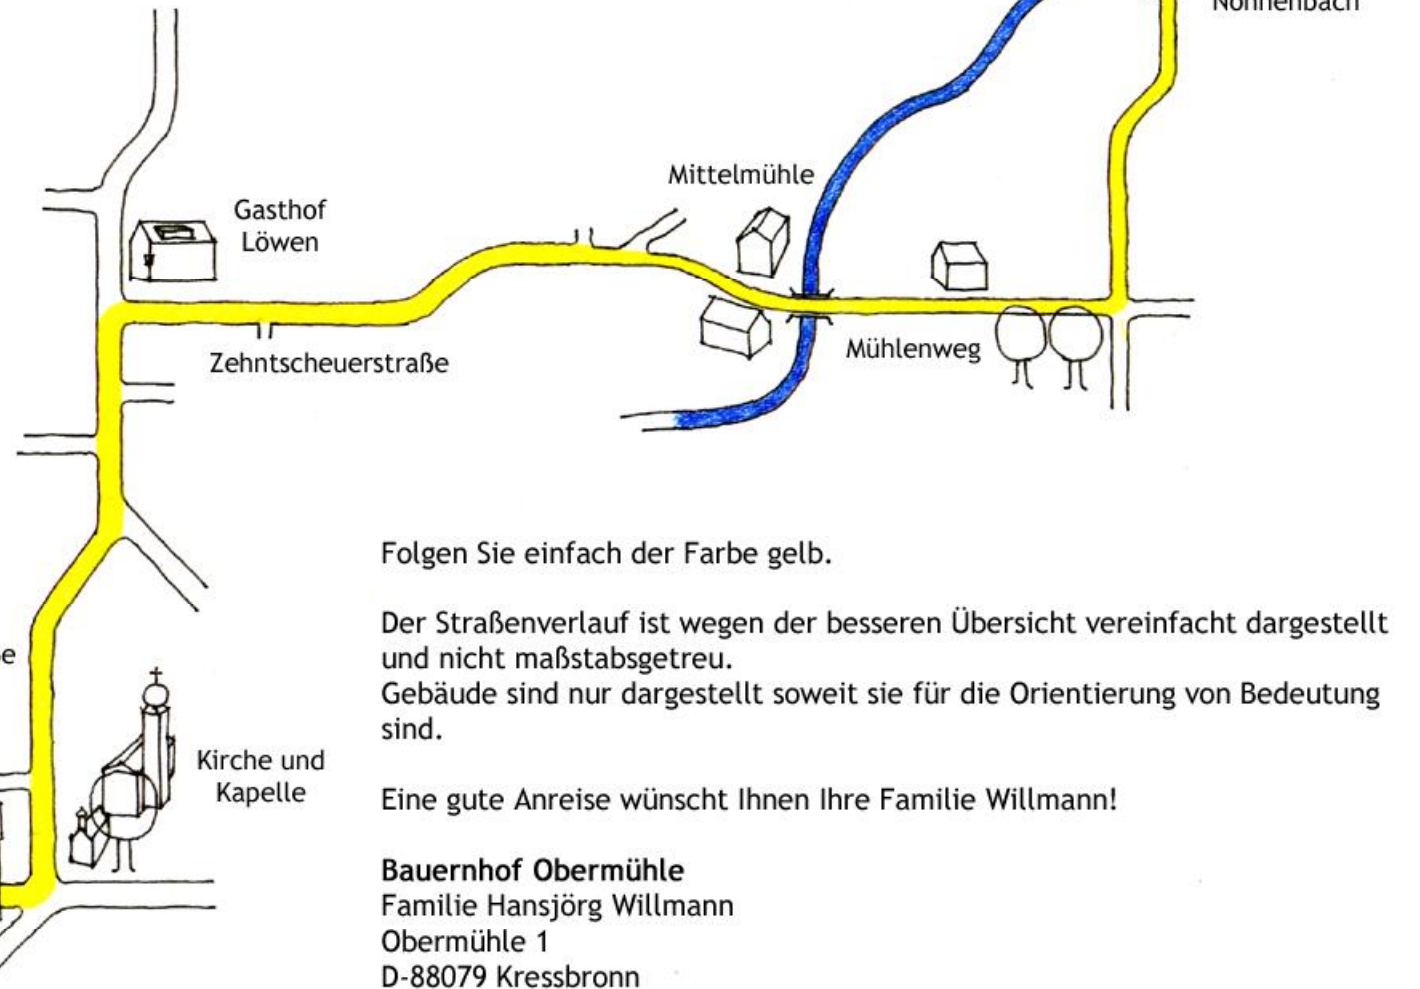 Nonnenbach
Mittelmühle
Gasthof
Löwen
Mühlenweg
Zehntscheuerstraße
Folgen Sie einfach der Farbe gelb.
Der Straßenverlauf ist wegen der besseren Übersicht vereinfacht dargestellt
und nicht maßstabsgetreu.
e
Gebäude sind nur dargestellt soweit sie für die Orientierung von Bedeutung
sind.
Kirche und
Kapelle
Eine gute Anreise wünscht Ihnen Ihre Familie Willmann!
Bauernhof Obermühle
Familie Hansjörg Willmann
Obermühle 1
D-88079 Kressbronn